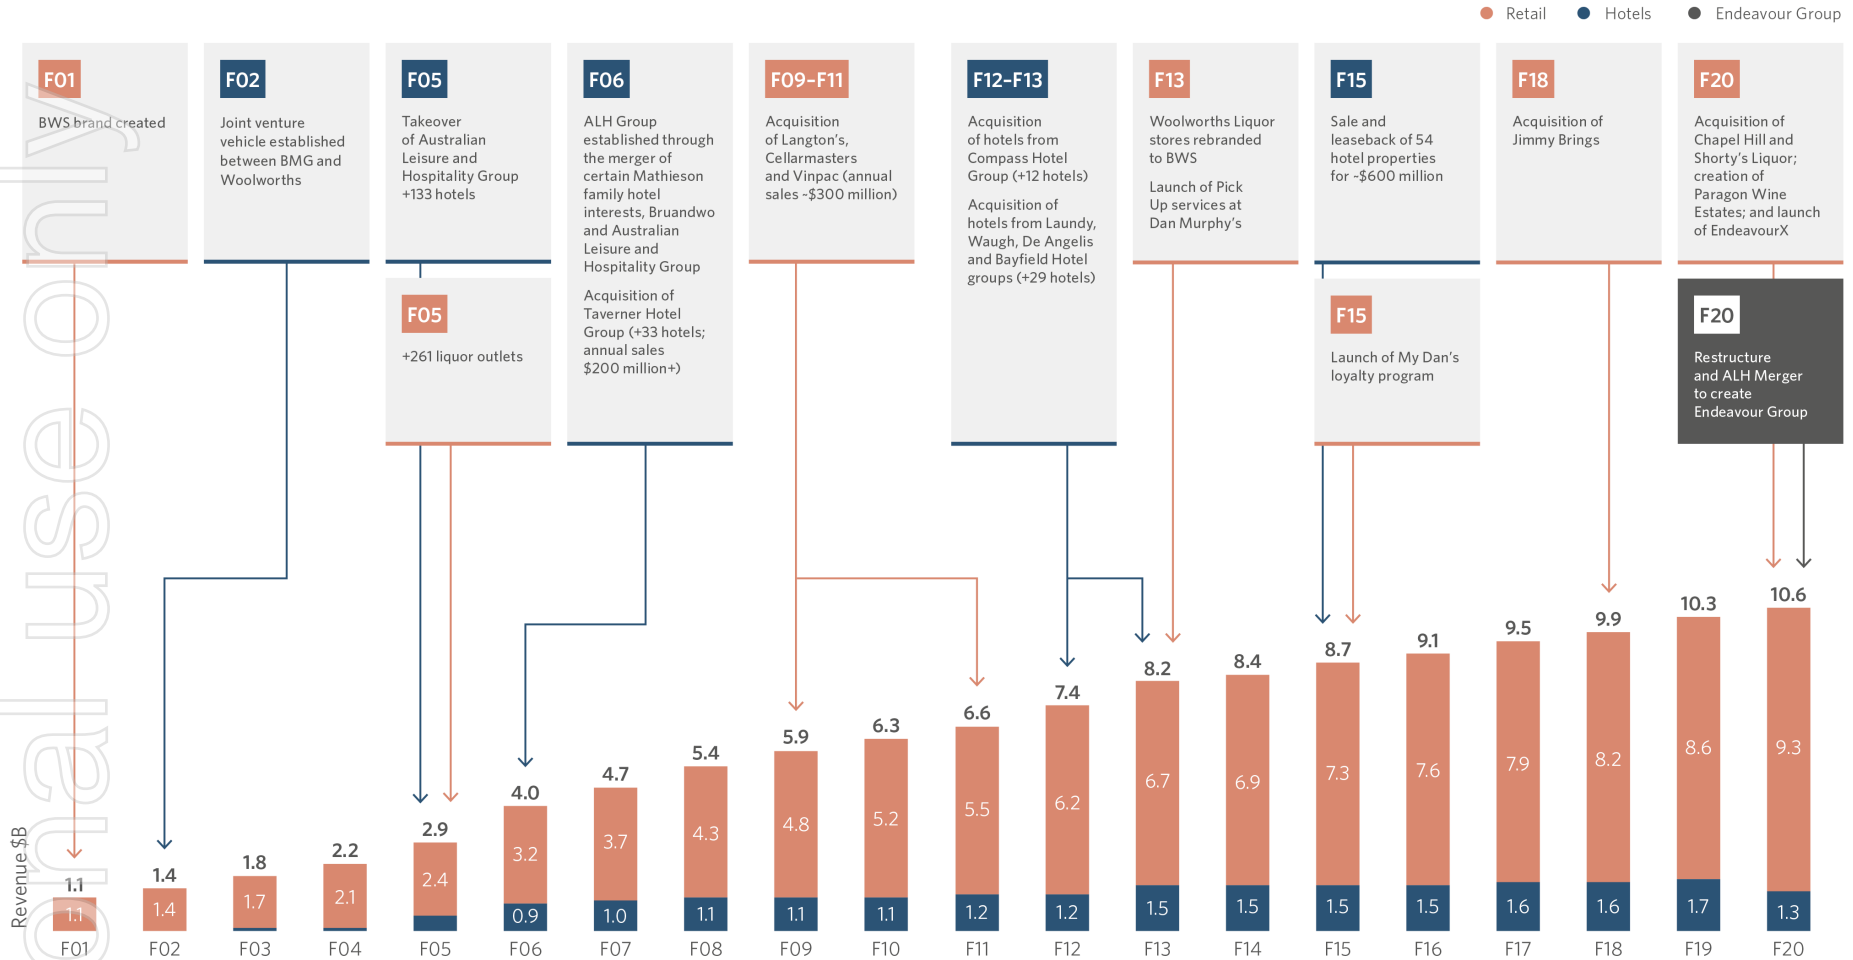 Retail
Hotels
Endeavour Group
F01
BWS brand created
F02
Joint venture
vehicle established
between BMG and
Woolworths
F05
Takeover
of Australian
Leisure and
Hospitality Group
+133 hotels
F05
+261 liquor outlets
F06
ALH Group
established through
the merger of
certain Mathieson
family hotel
interests, Bruandwo
and Australian
Leisure and
Hospitality Group
Acquisition of
Taverner Hotel
Group (+33 hotels;
annual sales
$200 million+)
F09–F11
Acquisition
of Langton's,
Cellarmasters
and Vinpac (annual
sales ~$300 million)
F12–F13
Acquisition
of hotels from
Compass Hotel
Group (+12 hotels)
Acquisition of
hotels from Laundy,
Waugh, De Angelis
and Bayfield Hotel
groups (+29 hotels)
F13
Woolworths Liquor
stores rebranded
to BWS
Launch of Pick
Up services at
Dan Murphy's
F15
Sale and
leaseback of 54
hotel properties
for ~$600 million
F15
Launch of My Dan's
loyalty program
F18
Acquisition of
Jimmy Brings
F20
Acquisition of
Chapel Hill and
Shorty's Liquor;
creation of
Paragon Wine
Estates; and launch
of EndeavourX
F20
Restructure
and ALH Merger
to create
Endeavour Group
Revenue $B
1.1 1.4 1.8 2.2 2.9 4.0 4.7 5.4 5.9 6.3 6.6 7.4 8.2 8.4 8.7 9.1 9.5 9.9 10.3 10.6
1.1 1.4 1.7 2.1 2.4 3.2 3.7 4.3 4.8 5.2 5.5 6.2 6.7 6.9 7.3 7.6 7.9 8.2 8.6 9.3
0.9 1.0 1.1 1.1 1.1 1.2 1.2 1.5 1.5 1.5 1.5 1.6 1.6 1.7 1.3
F01 F02 F03 F04 F05 F06 F07 F08 F09 F10 F11 F12 F13 F14 F15 F16 F17 F18 F19 F20
onal use only